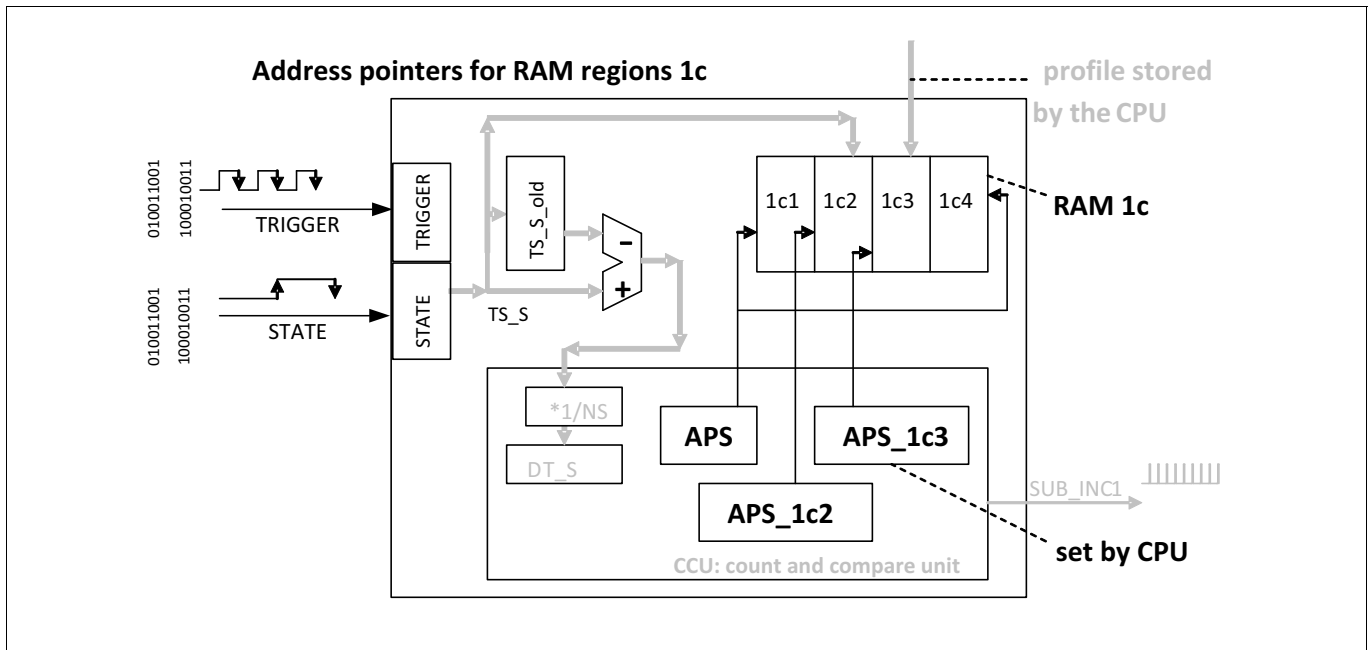 Address pointers for RAM regions 1c
profile stored
by the CPU
010011001
100010011
TRIGGER
TRIGGER
TS_S_old
-
+
1c1
1c2
1c3
1c4
RAM 1c
010011001
100010011
STATE
STATE
TS_S
*1/NS
DT_S
APS
APS_1c3
APS_1c2
SUB_INC1
set by CPU
CCU: count and compare unit